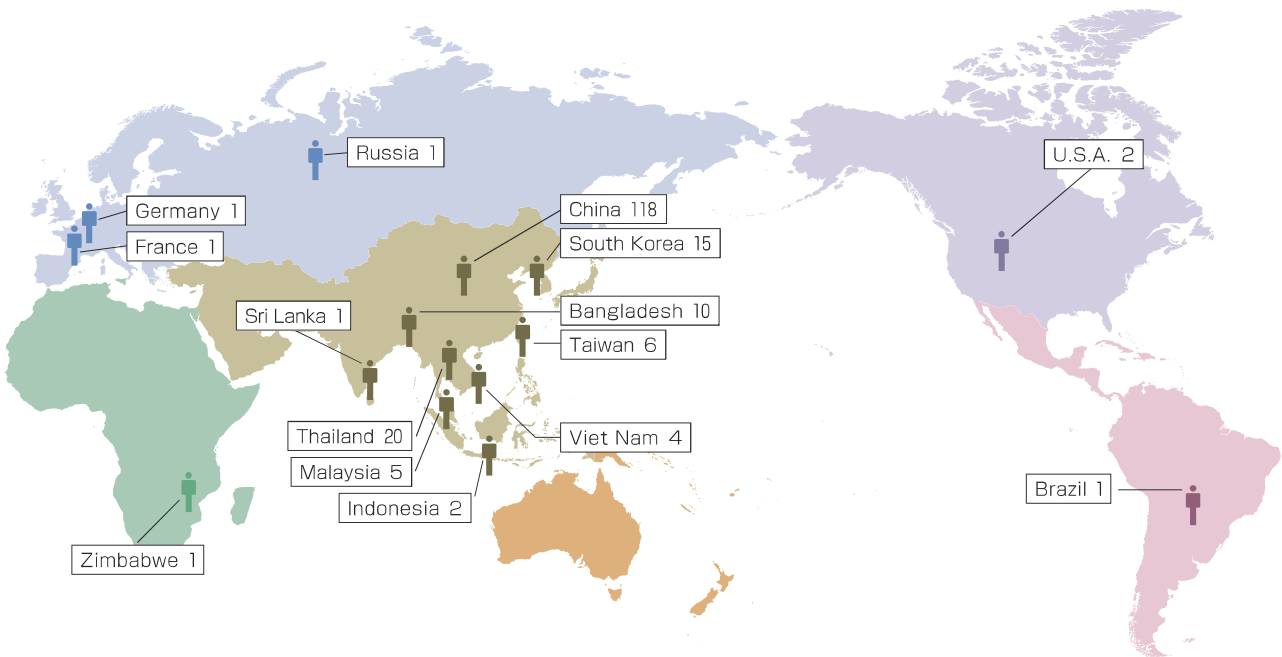 Russia 1
U.S.A. 2
Germany 1
China 118
France 1
South Korea 15
Sri Lanka 1
Bangladesh 10
Taiwan 6
Thailand 20
Viet Nam 4
Malaysia 5
Brazil 1
Indonesia 2
Zimbabwe 1